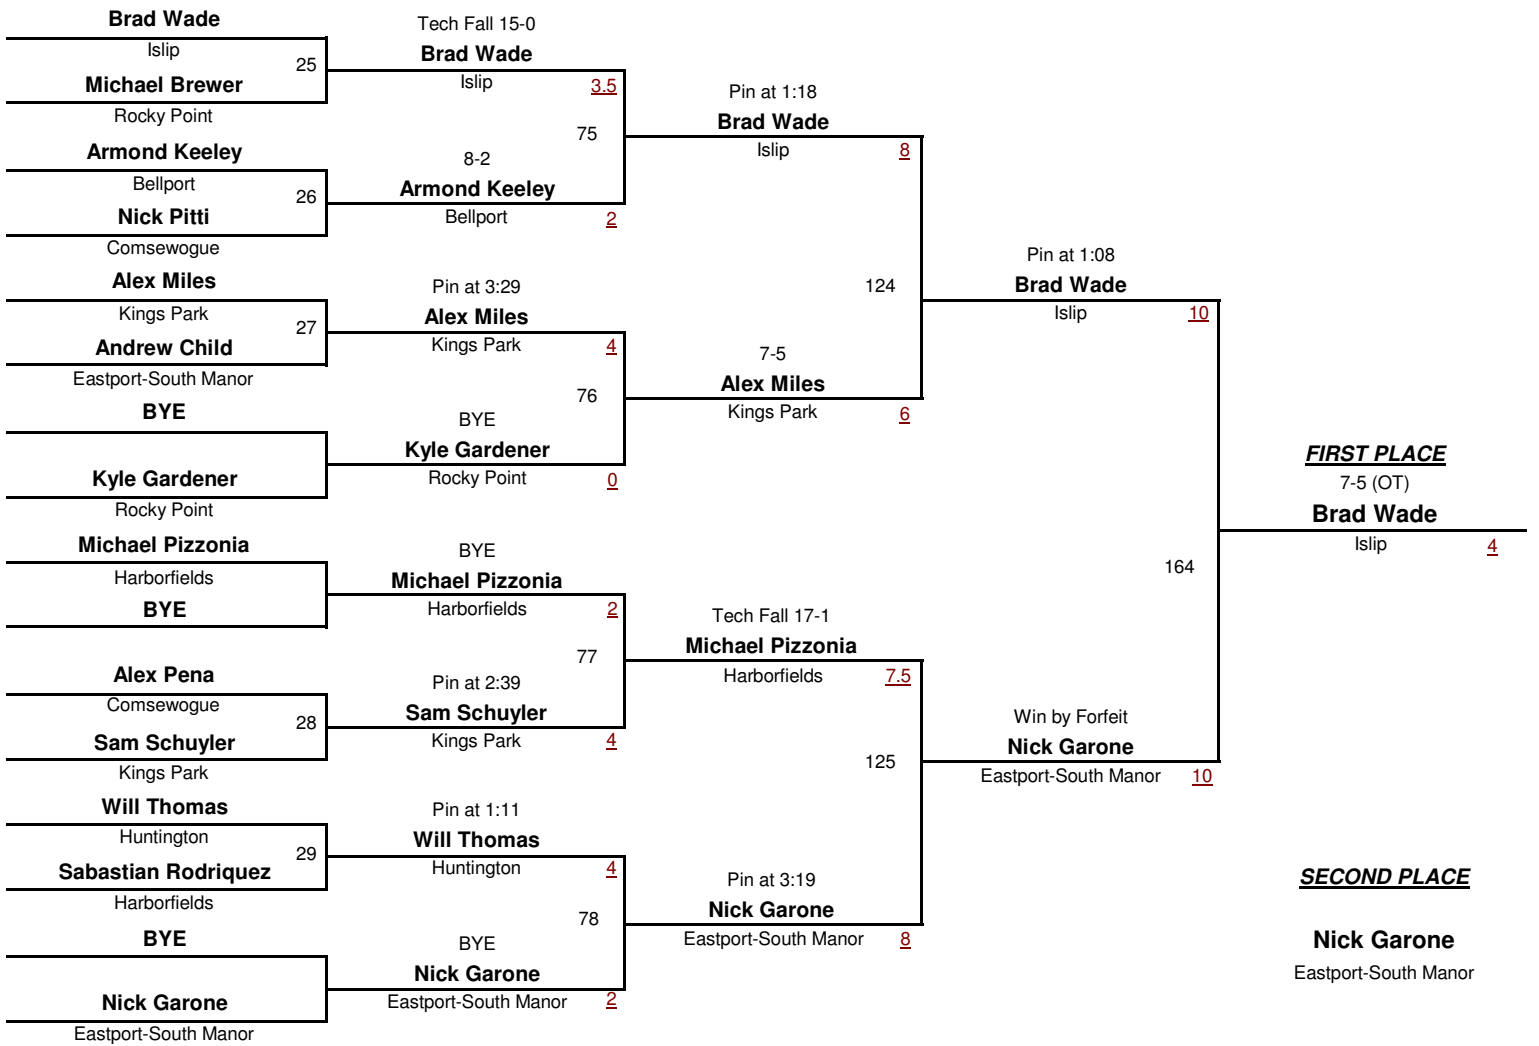 Brad Wade
Islip
25
Michael Brewer
Rocky Point
Armond Keeley
Bellport
26
Nick Pitti
Comsewogue
Alex Miles
Kings Park
27
Andrew Child
Eastport-South Manor
BYE
Kyle Gardener
Rocky Point
Michael Pizzonia
Harborfields
BYE
Alex Pena
Comsewogue
28
Sam Schuyler
Kings Park
Will Thomas
Huntington
29
Sabastian Rodriquez
Harborfields
BYE
Nick Garone
Eastport-South Manor
Tech Fall 15-0
Brad Wade
Islip 3.5
75
8-2
Armond Keeley
Bellport 2
Pin at 3:29
Alex Miles
Kings Park 4
76
BYE
Kyle Gardener
Rocky Point 0
BYE
Michael Pizzonia
Harborfields 2
77
Pin at 2:39
Sam Schuyler
Kings Park 4
Pin at 1:11
Will Thomas
Huntington 4
78
BYE
Nick Garone
Eastport-South Manor 2
Pin at 1:18
Brad Wade
Islip 8
124
7-5
Alex Miles
Kings Park 6
Tech Fall 17-1
Michael Pizzonia
Harborfields 7.5
125
Pin at 3:19
Nick Garone
Eastport-South Manor 8
Pin at 1:08
Brad Wade
Islip 10
164
Win by Forfeit
Nick Garone
Eastport-South Manor 10
FIRST PLACE
7-5 (OT)
Brad Wade
Islip 4
SECOND PLACE
Nick Garone
Eastport-South Manor